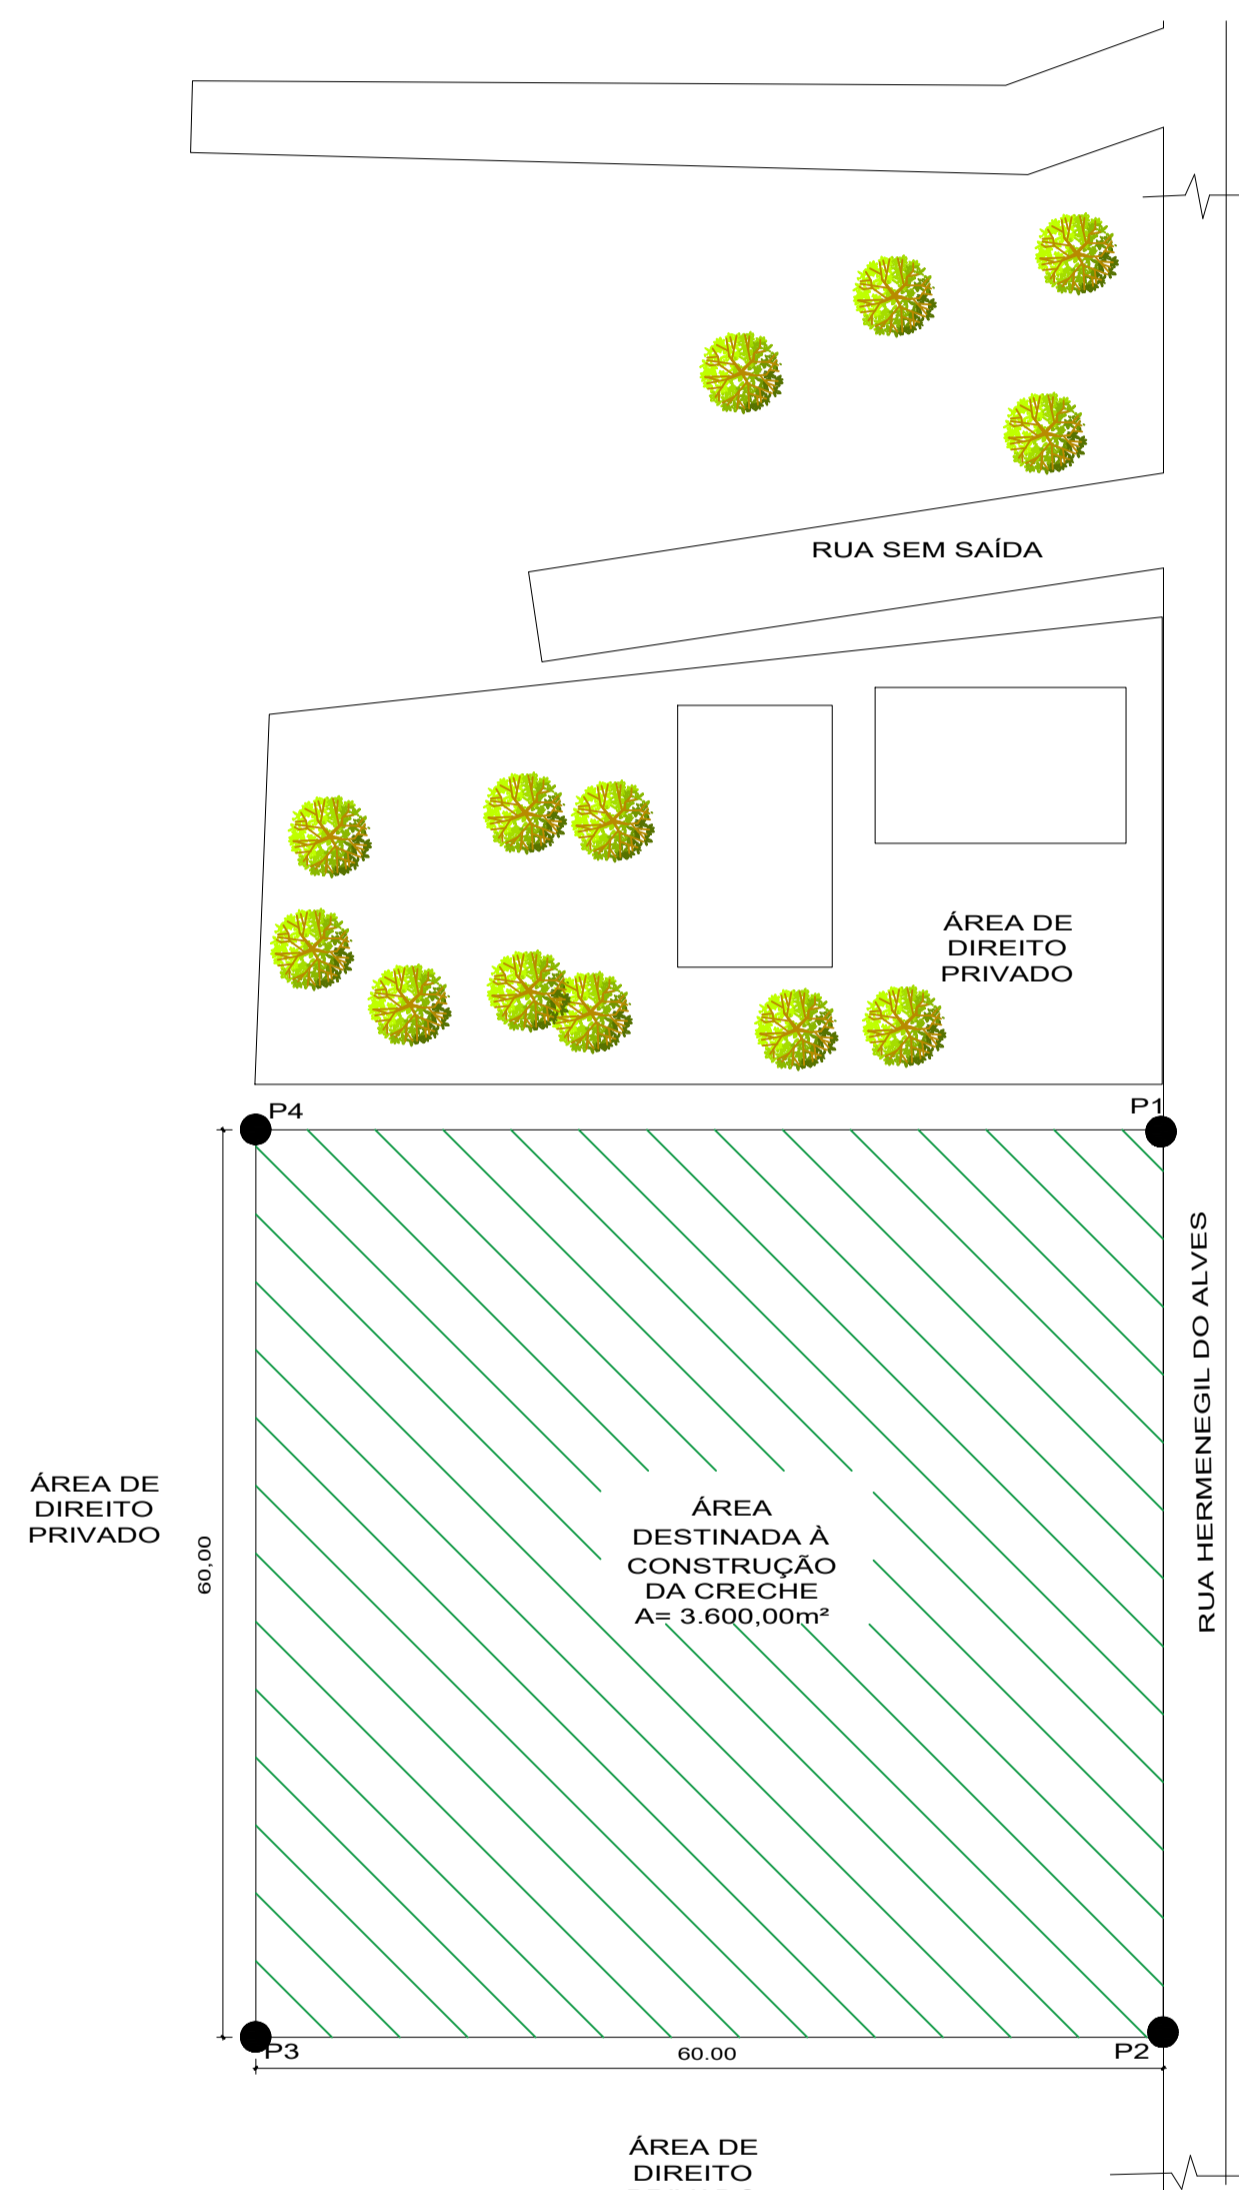 RUA SEM SAÍDA
ÁREA DE
DIREITO
PRIVADO
P4
P1
RUA HERMENEGIL DO ALVES
ÁREA DE
DIREITO
PRIVADO
60,00
ÁREA
DESTINADA À
CONSTRUÇÃO
DA CRECHE
A= 3.600,00m²
P3
60.00
P2
ÁREA DE
DIREITO